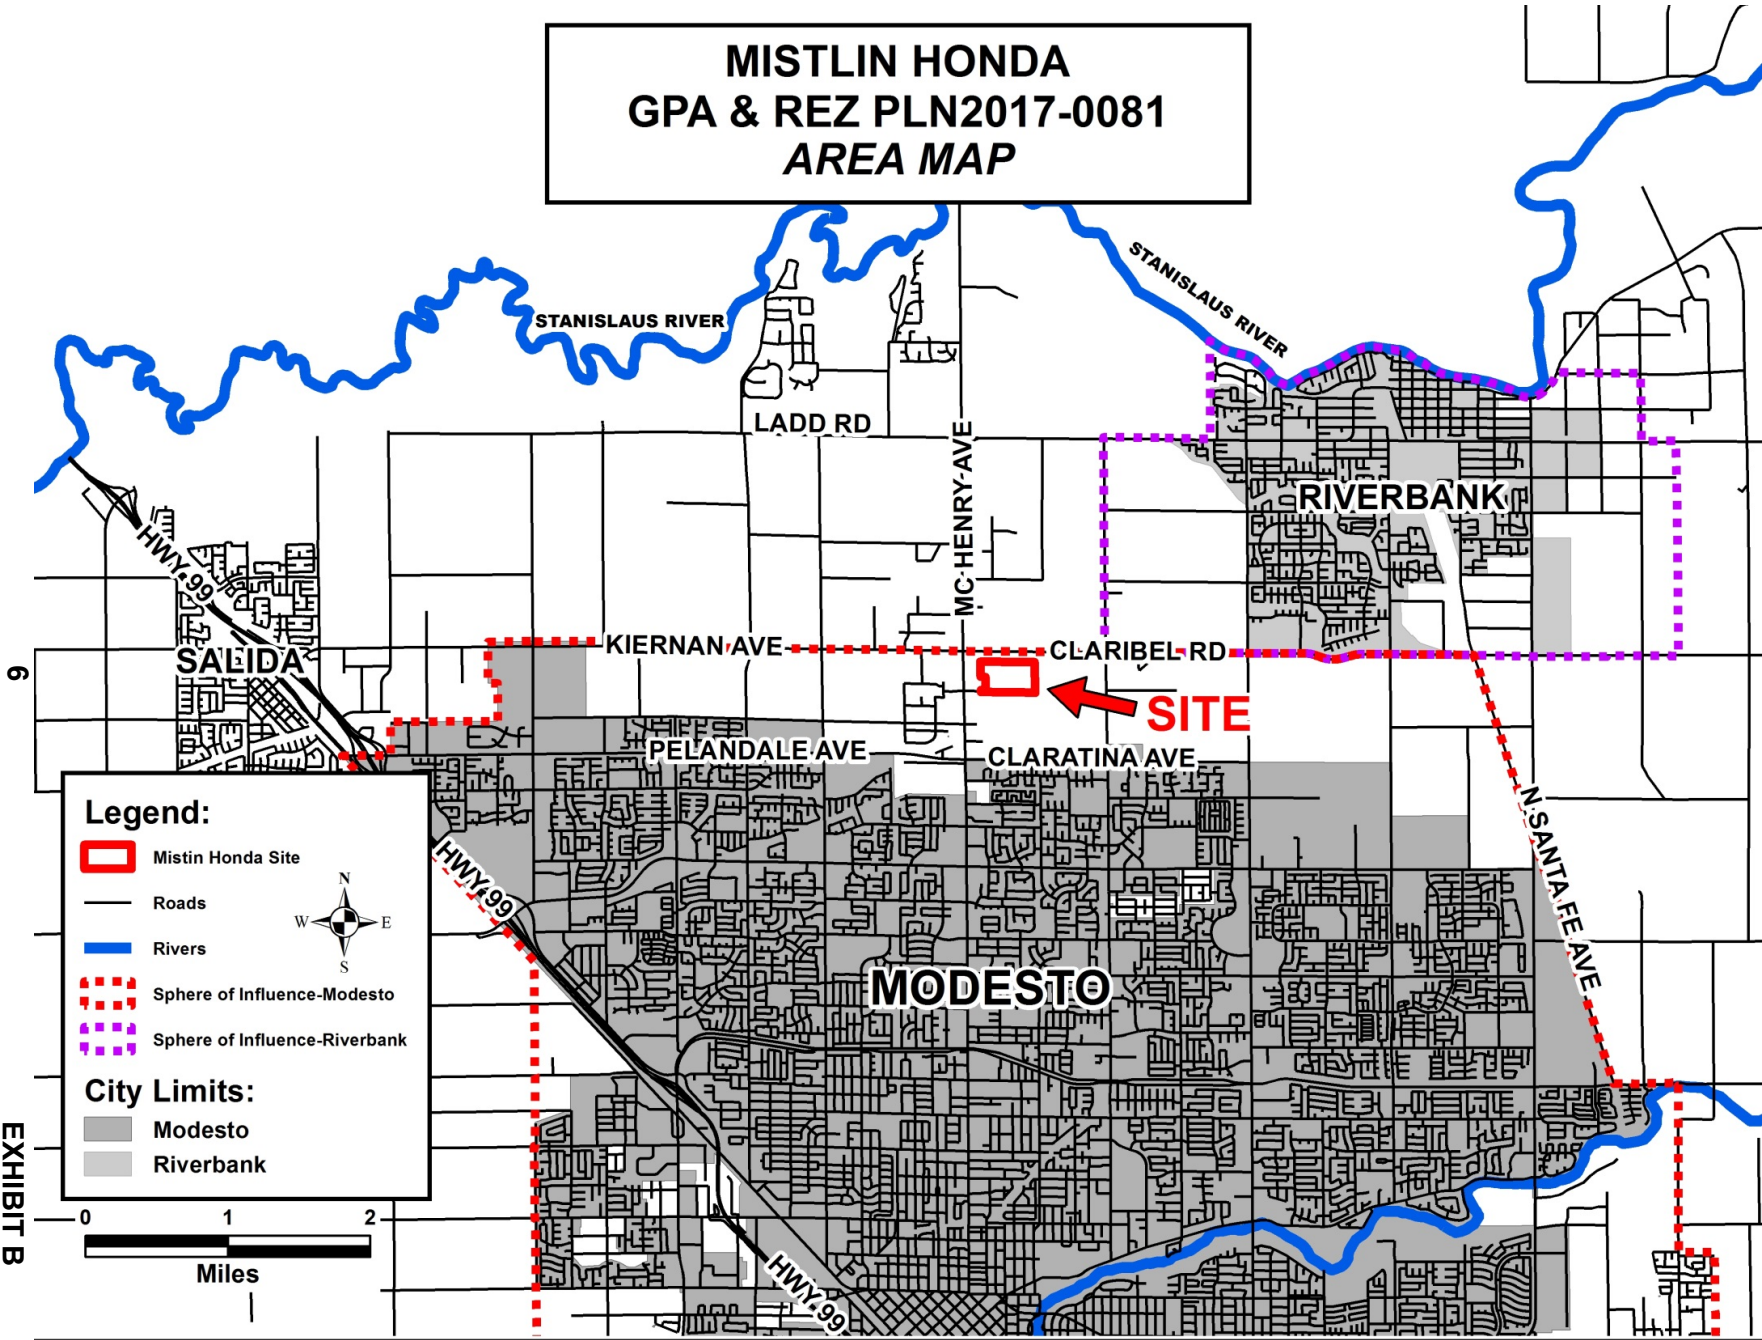 MISTLIN HONDA
GPA & REZ PLN2017-0081
AREA MAP
STANISLAUS RIVER
STANISLAUS RIVER
LADD RD
MC HENRY AVE
RIVERBANK
HWY 99
SALIDA
KIERNAN AVE
CLARIBEL RD
SITE
PELANDALE AVE
CLARATINA AVE
N SANTA FE AVE
HWY 99
MODESTO
Legend:
Mistin Honda Site
Roads
Rivers
Sphere of Influence-Modesto
Sphere of Influence-Riverbank
N
W
E
S
City Limits:
Modesto
Riverbank
0 1 2
Miles
HWY 99
6
EXHIBIT B